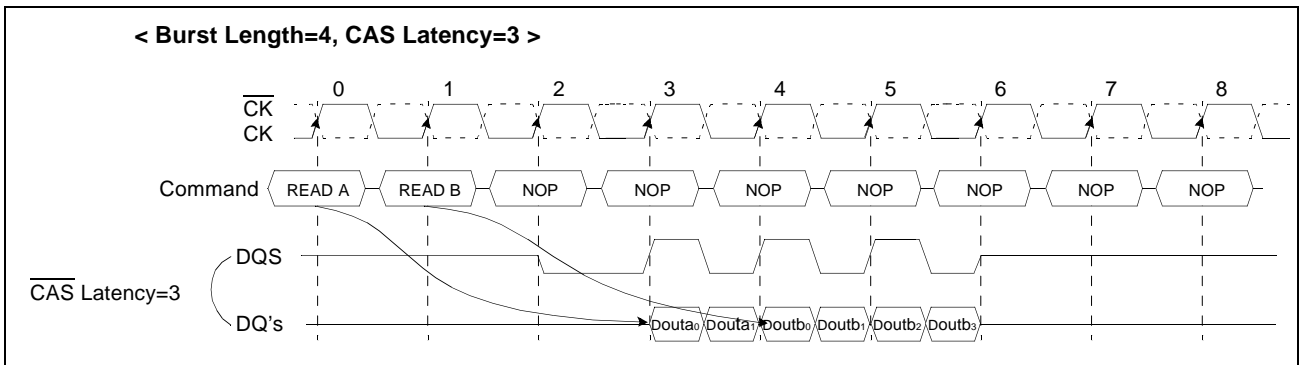 < Burst Length=4, CAS Latency=3 >
0 1 2 3 4 5 6 7 8
CK
CK
Command READ A READ B NOP NOP NOP NOP NOP NOP NOP
DQS
CAS Latency=3
DQ's Douta0 Douta1 Doutb0 Doutb1 Doutb2 Doutb3